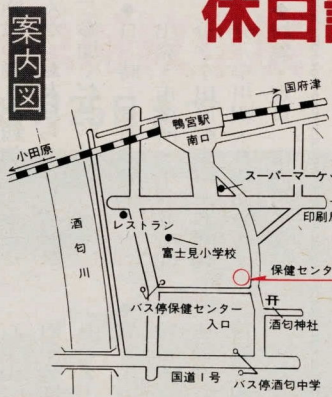 休日
案内図
国府津
鴨宮駅
南口
小田原
スーパーマーケッ
印刷
レストラン
酒匂川
富士見小学校
保健センタ
バス停保健センター
入口
酒匂神社
国道1号
バス停酒匂中学